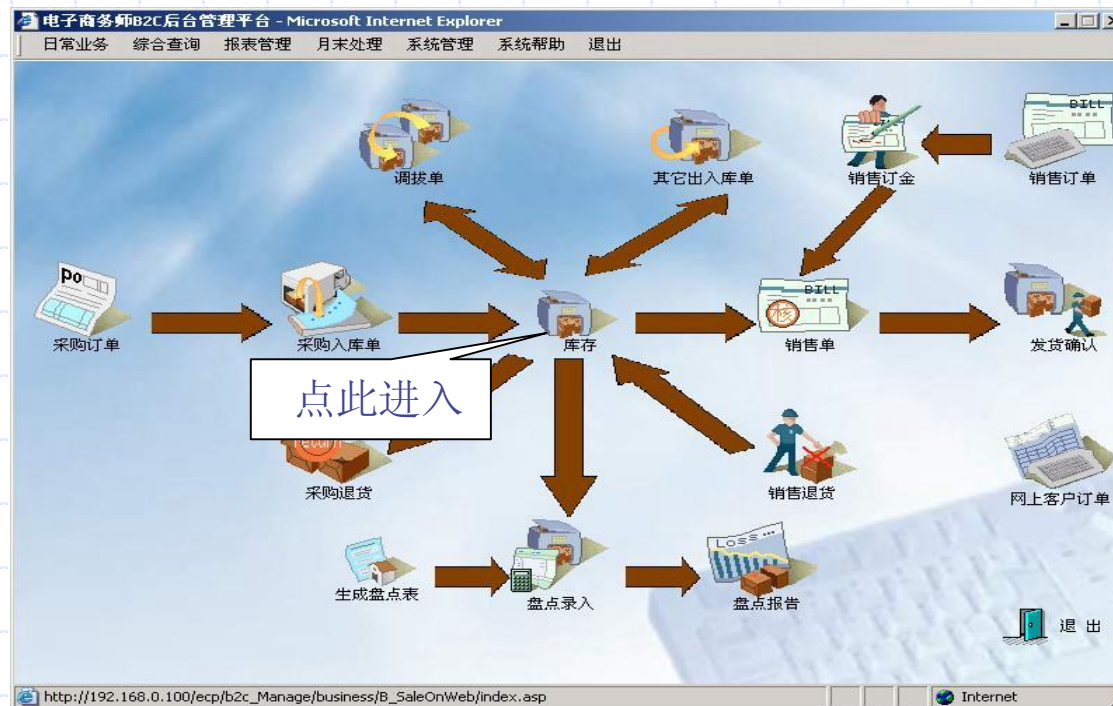 电子商务师B2C后台管理平台 - Microsoft Internet Explorer
日常业务 综合查询 报表管理 月末处理 系统管理 系统帮助 退出
BILL
调拔单 其它出入库单 销售订金 销售订单
po
BILL
核
采购订单 采购入库单 库存 销售单 发货确认
点此进入
采购退货 销售退货 网上客户订单
LOSS
生成盘点表 盘点录入 盘点报告
退 出
http://192.168.0.100/ecp/b2c_Manage/business/B_SaleOnWeb/index.asp Internet